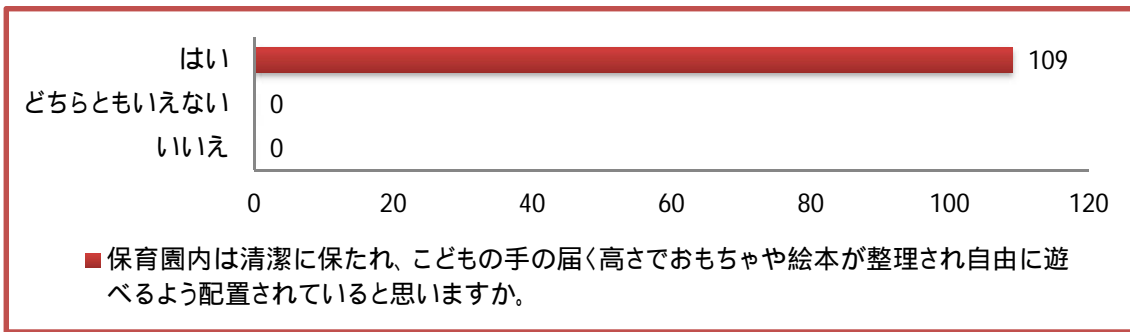 はい 109
どちらともいえない 0
いいえ 0
0 20 40 60 80 100 120
保育園内は清潔に保たれ、こどもの手の届く高さでおもちゃや絵本が整理され自由に遊
べるよう配置されていると思いますか。